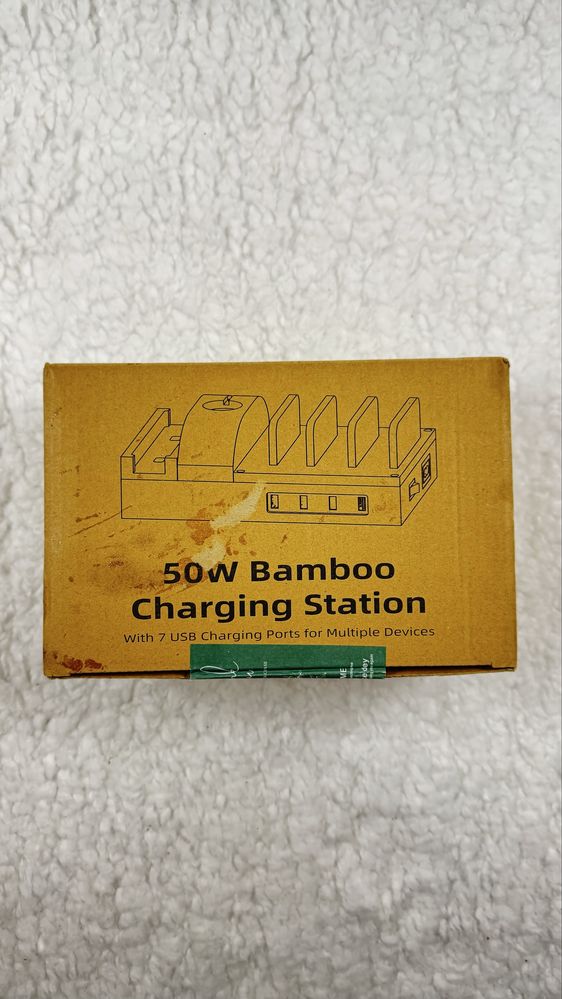 50W Bamboo
Charging Station
With 7 USB Charging Ports for Multiple Devices